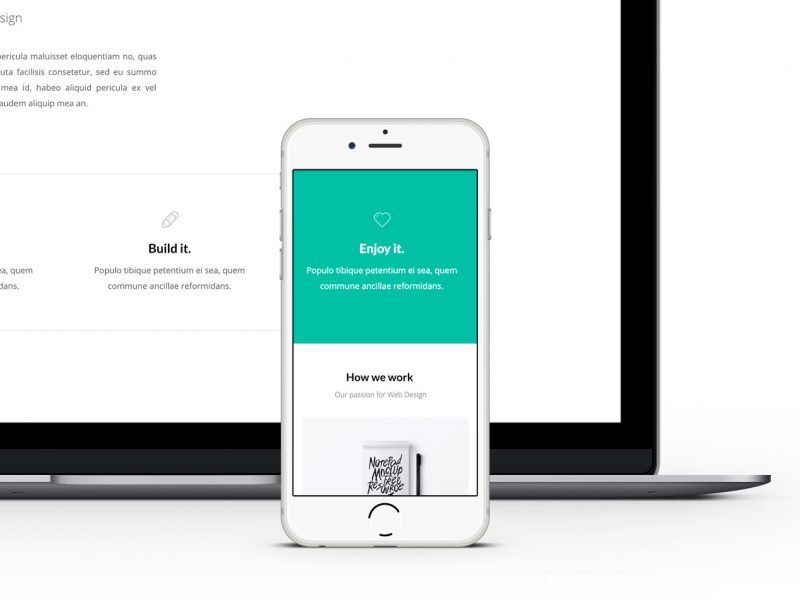 sign
pericula maluisset eloquentiam no, quas
uta facilisis consetetur, sed eu summo
mea id, habeo aliquid pericula ex vel
audem aliquip mea an.
Build it.
ea, quem
Populo tibique petentium ei sea, quem
dans.
commune ancillae reformidans.
Enjoy it.
Populo tibique petentium ei sea, quem
commune ancillae reformidans.
How we work
Our passion for Web Design
NOTEPAD
MOCKUP
FREE
RESOURCE